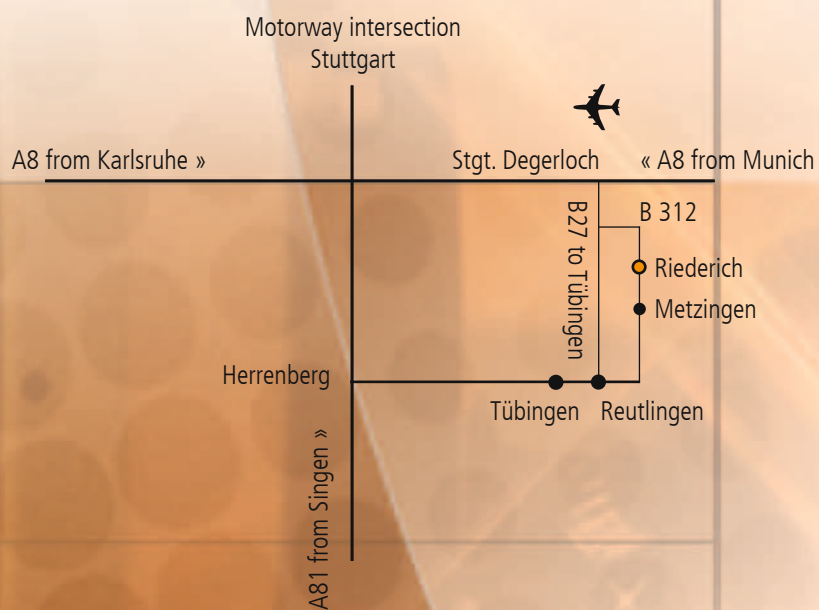 Motorway intersection
Stuttgart
A8 from Karlsruhe »
Stgt. Degerloch
« A8 from Munich
B 312
B27 to Tübingen
Riederich
Metzingen
Herrenberg
Tübingen
Reutlingen
A81 from Singen »